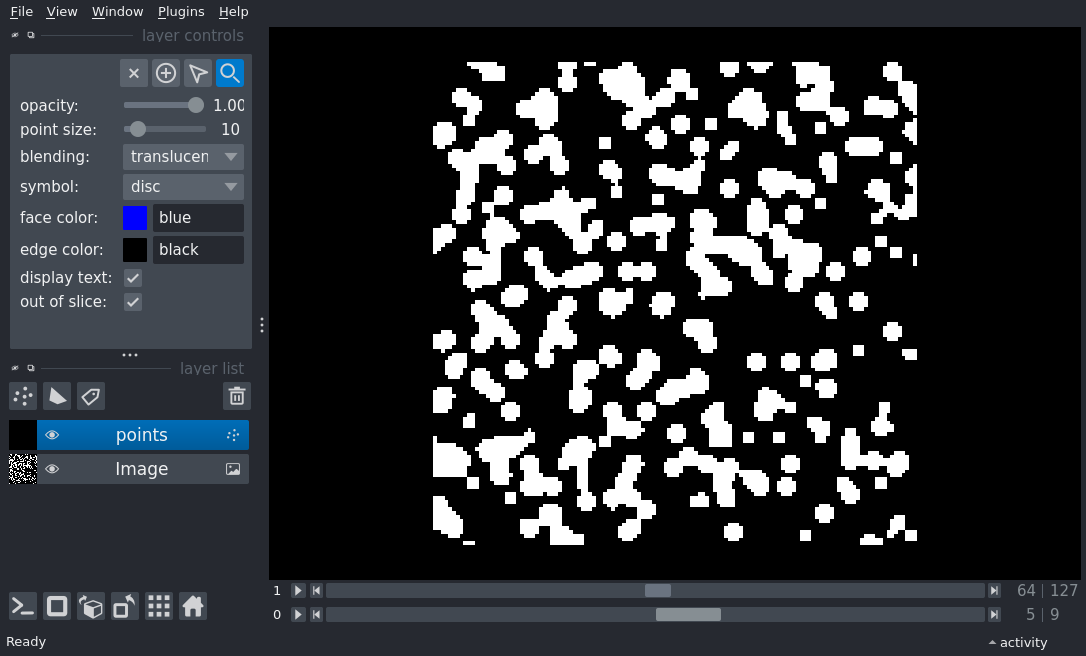 File View Window Plugins Help
layer controls
opacity: 1.00
point size: 10
blending: translucen
symbol: disc
face color: blue
edge color: black
display text:
out of slice:
layer list
points
Image
1 64 127
0 5 9
Ready activity